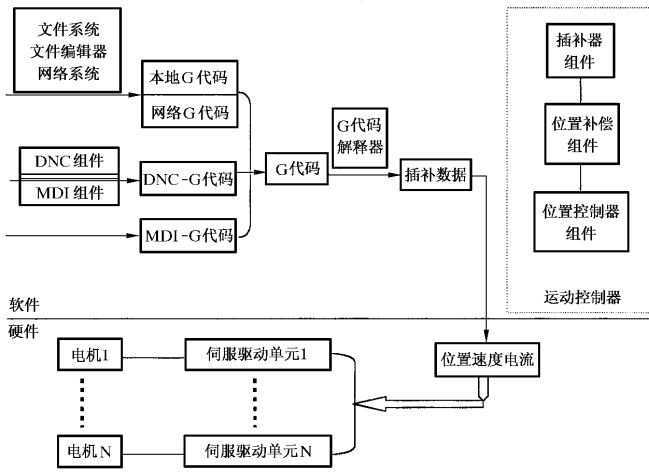 文件系统
文件编辑器
网络系统
本地G代码
网络G代码
DNC组件
MDI组件
DNC-G代码
MDI-G代码
G代码
G代码
解释器
插补数据
插补器
组件
位置补偿
组件
位置控制器
组件
运动控制器
软件
硬件
电机1
伺服驱动单元1
位置速度电流
电机N
伺服驱动单元N